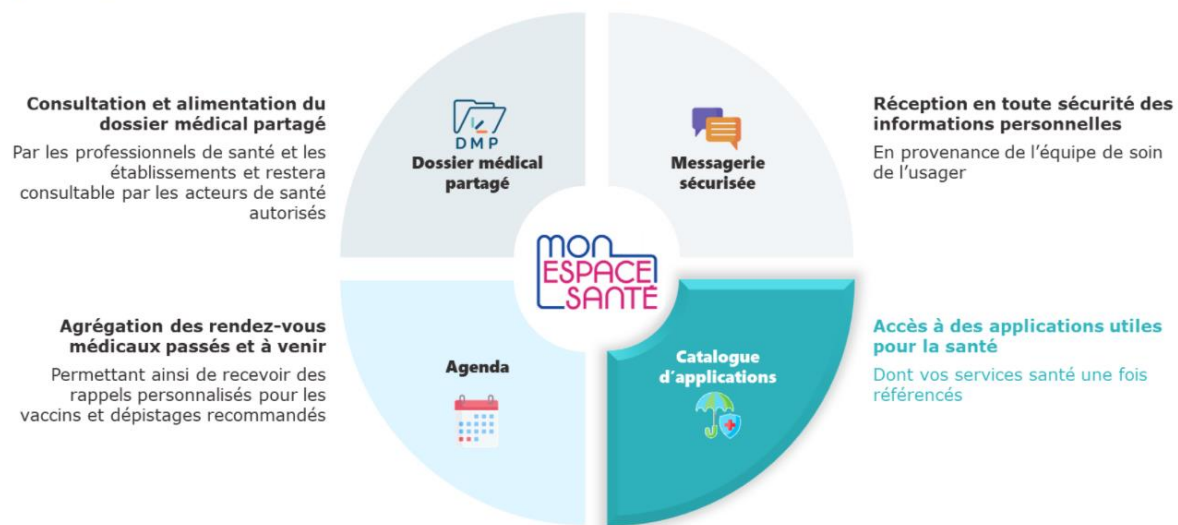 Consultation et alimentation du
dossier médical partagé
Par les professionnels de santé et les
établissements et restera
consultable par les acteurs de santé
autorisés
DMP
Dossier médical
partagé
Messagerie
sécurisée
Réception en toute sécurité des
informations personnelles
En provenance de l'équipe de soin
de l'usager
mon
ESPACE
SANTÉ
Agrégation des rendez-vous
médicaux passés et à venir
Permettant ainsi de recevoir des
rappels personnalisés pour les
vaccins et dépistages recommandés
Agenda
Catalogue
d'applications
Accès à des applications utiles
pour la santé
Dont vos services santé une fois
référencés